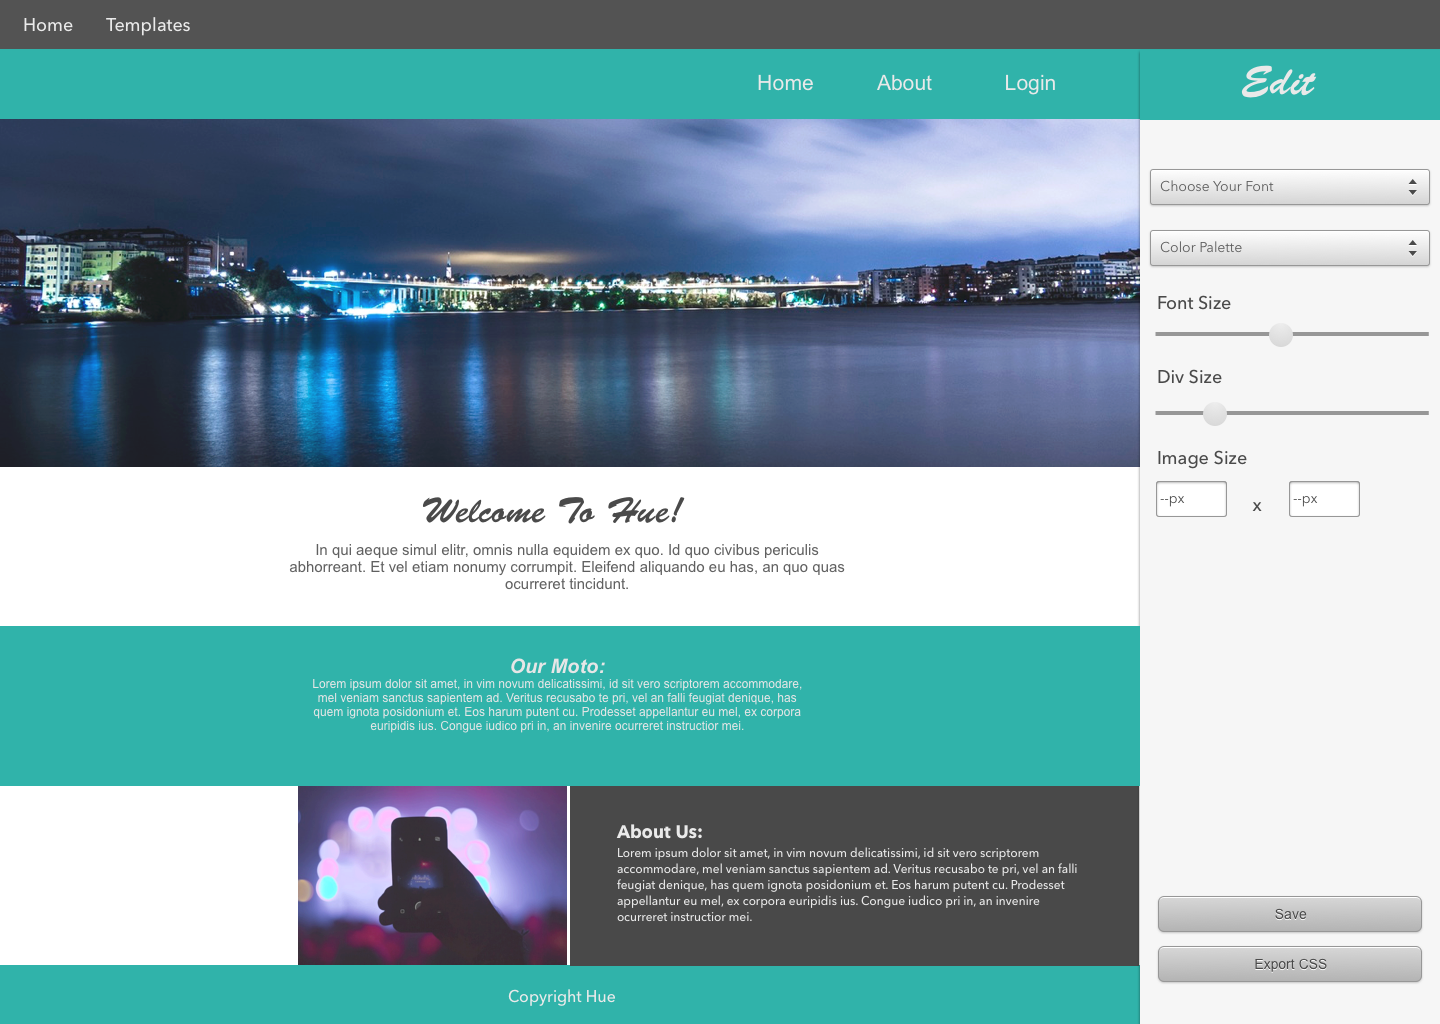 Home Templates
Home About Login
Edit
Choose Your Font
Color Palette
Font Size
Div Size
Image Size
--px x --px
Welcome To Hue!
In qui aeque simul elitr, omnis nulla equidem ex quo. Id quo civibus periculis
abhorreant. Et vel etiam nonumy corrumpit. Eleifend aliquando eu has, an quo quas
ocurreret tincidunt.
Our Moto:
Lorem ipsum dolor sit amet, in vim novum delicatissimi, id sit vero scriptorem accommodare,
mel veniam sanctus sapientem ad. Veritus recusabo te pri, vel an falli feugiat denique, has
quem ignota posidonium et. Eos harum putent cu. Prodesset appellantur eu mel, ex corpora
euripidis ius. Congue iudico pri in, an invenire ocurreret instructior mei.
About Us:
Lorem ipsum dolor sit amet, in vim novum delicatissimi, id sit vero scriptorem
accommodare, mel veniam sanctus sapientem ad. Veritus recusabo te pri, vel an falli
feugiat denique, has quem ignota posidonium et. Eos harum putent cu. Prodesset
appellantur eu mel, ex corpora euripidis ius. Congue iudico pri in, an invenire
ocurreret instructior mei.
Save
Export CSS
Copyright Hue